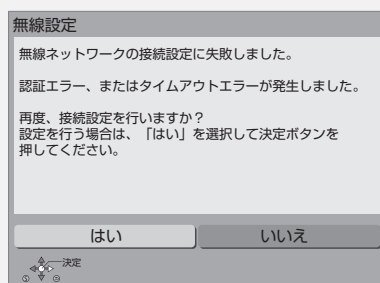 無線設定
無線ネットワークの接続設定に失敗しました。
認証エラー、またはタイムアウトエラーが発生しました。
再度、接続設定を行いますか？
設定を行う場合は、「はい」を選択して決定ボタンを
押してください。
はい
いいえ
決定